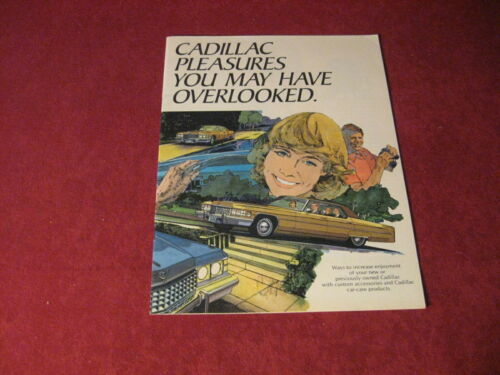 CADILLAC
PLEASURES
YOU MAY HAVE
OVERLOOKED.
Ways to increase enjoyment
of your new or
previously owned Cadillac
with custom accessories and Cadillac
car-care products.